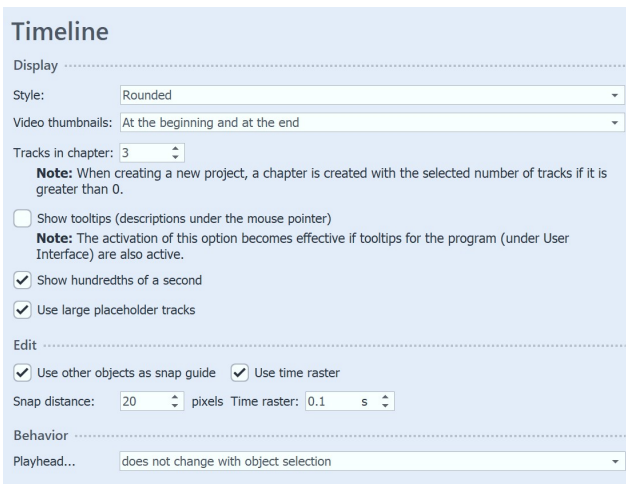 Timeline
Display
Style: Rounded
Video thumbnails: At the beginning and at the end
Tracks in chapter: 3
Note: When creating a new project, a chapter is created with the selected number of tracks if it is
greater than 0.
Show tooltips (descriptions under the mouse pointer)
Note: The activation of this option becomes effective if tooltips for the program (under User
Interface) are also active.
Show hundredths of a second
Use large placeholder tracks
Edit
Use other objects as snap guide Use time raster
Snap distance: 20 pixels Time raster: 0.1 s
Behavior
Playhead... does not change with object selection